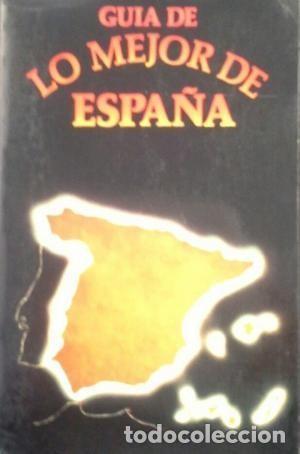 GUIA DE
LO MEJOR DE
ESPAÑA
todocoleccion